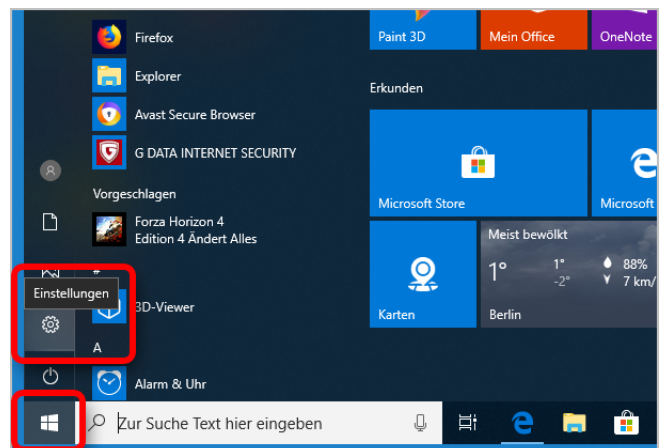 Firefox
Explorer
Avast Secure Browser
G DATA INTERNET SECURITY
Vorgeschlagen
Forza Horizon 4
Edition 4 Ändert Alles
#
3D-Viewer
A
Alarm & Uhr
Einstellungen
Zur Suche Text hier eingeben
Paint 3D
Mein Office
OneNote
Erkunden
Microsoft Store
Microsoft
Karten
Meist bewölkt
1° 1° 88%
-2° 7 km/
Berlin